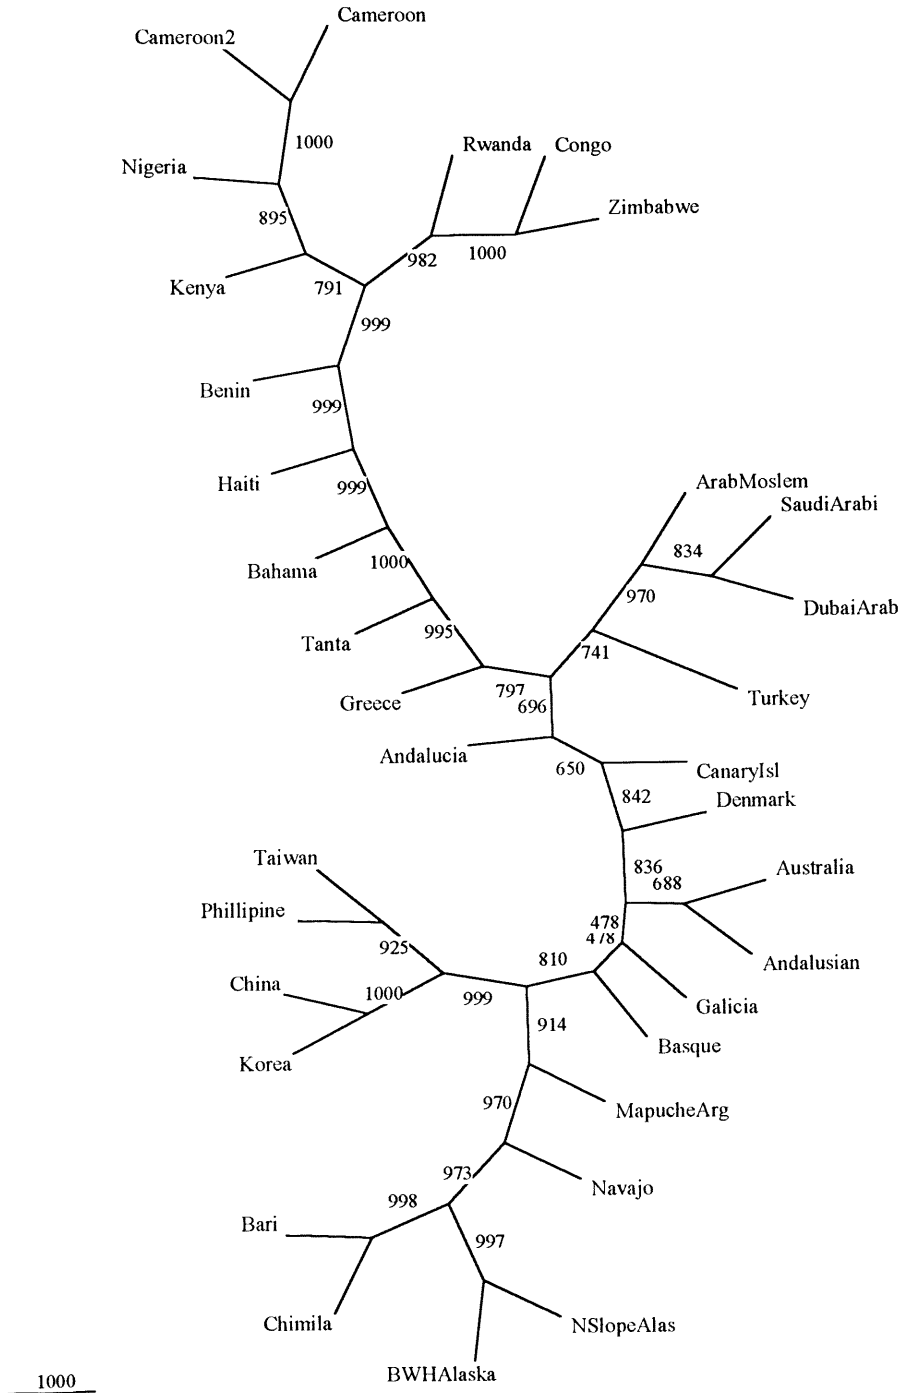 Cameroon
Cameroon2
1000
Rwanda
Congo
Nigeria
Zimbabwe
895
982
1000
Kenya
791
999
Benin
999
Haiti
999
ArabMoslem
SaudiArabi
834
1000
Bahama
970
DubaiArab
995
Tanta
741
797
Greece
696
Turkey
Andalucia
650
CanaryIsl
842
Denmark
Taiwan
836
Australia
688
Phillipine
478
478
925
810
Andalusian
China
1000
999
Galicia
914
Basque
Korea
970
MapucheArg
973
Navajo
998
Bari
997
Chimila
NSlopeAlas
BWHAlaska
1000